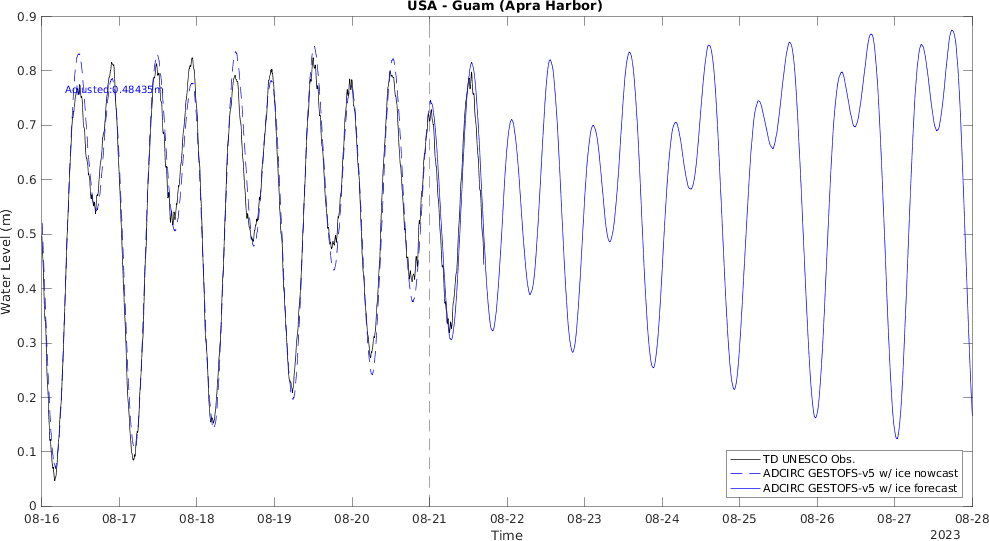 USA - Guam (Apra Harbor)
0.9
0.8
Adjusted:0.48435m
0.7
0.6
0.5
0.4
0.3
0.2
0.1
0
Water Level (m)
TD UNESCO Obs.
ADCIRC GESTOFS-v5 w/ ice nowcast
ADCIRC GESTOFS-v5 w/ ice forecast
08-16 08-17 08-18 08-19 08-20 08-21 08-22 08-23 08-24 08-25 08-26 08-27 08-28
Time
2023